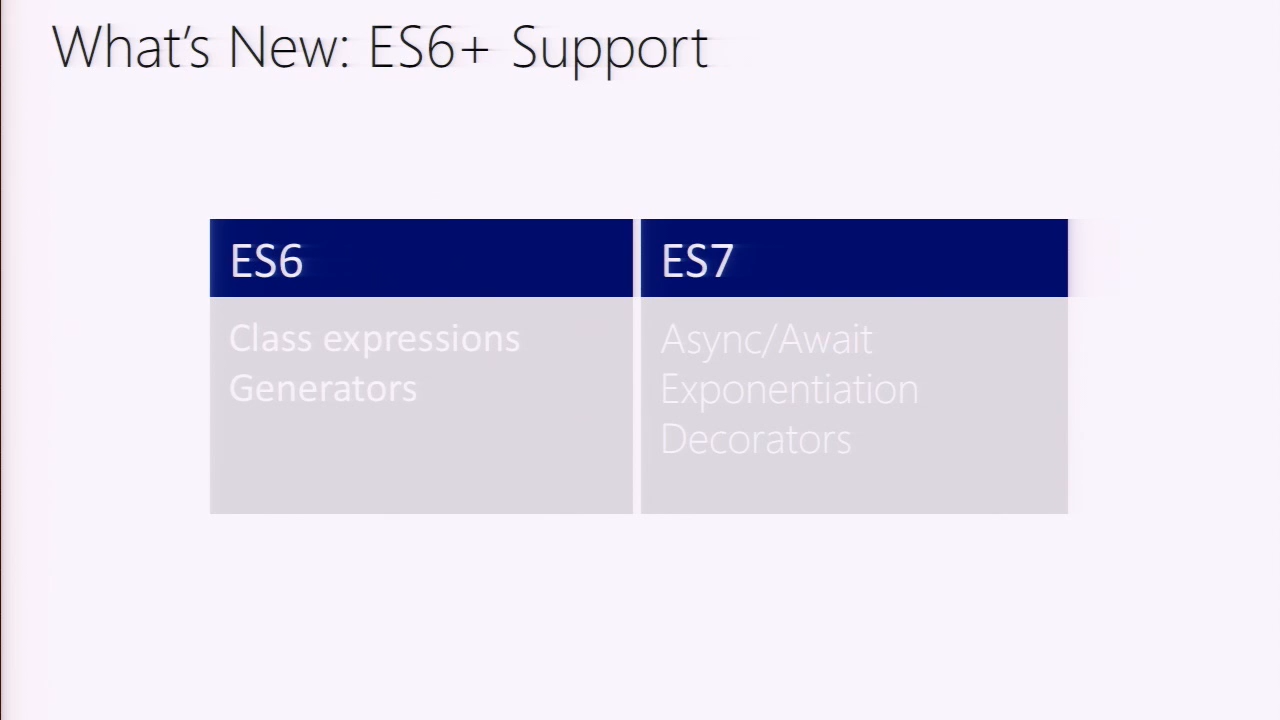 What's New: ES6+ Support
ES6
ES7
Class expressions
Generators
Async/Await
Exponentiation
Decorators